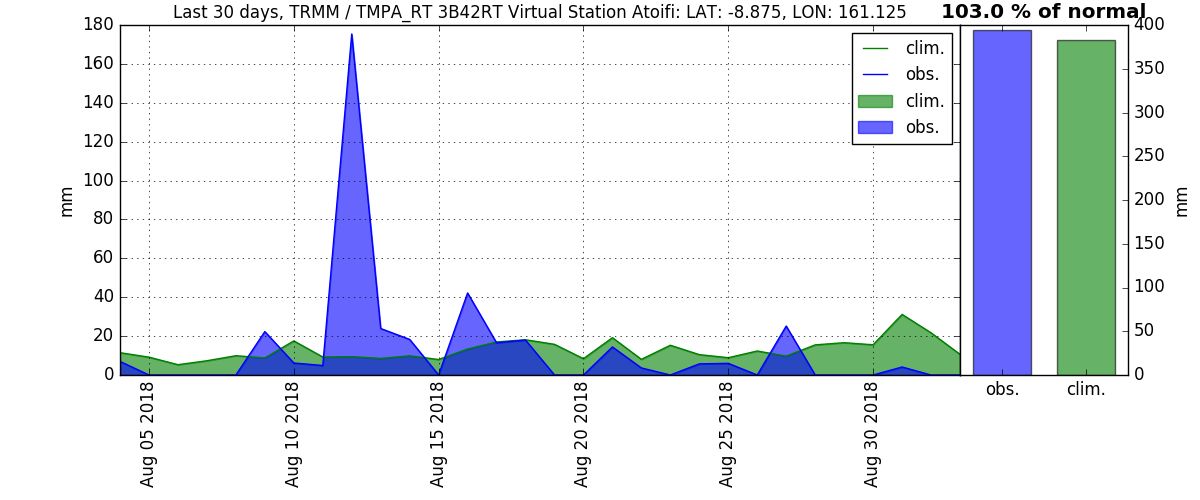 Last 30 days, TRMM / TMPA_RT 3B42RT Virtual Station Atoifi: LAT: -8.875, LON: 161.125
103.0 % of normal
180
160
140
120
100
80
60
40
20
0
mm
clim.
obs.
clim.
obs.
Aug 05 2018
Aug 10 2018
Aug 15 2018
Aug 20 2018
Aug 25 2018
Aug 30 2018
400
350
300
250
200
150
100
50
0
mm
obs.
clim.